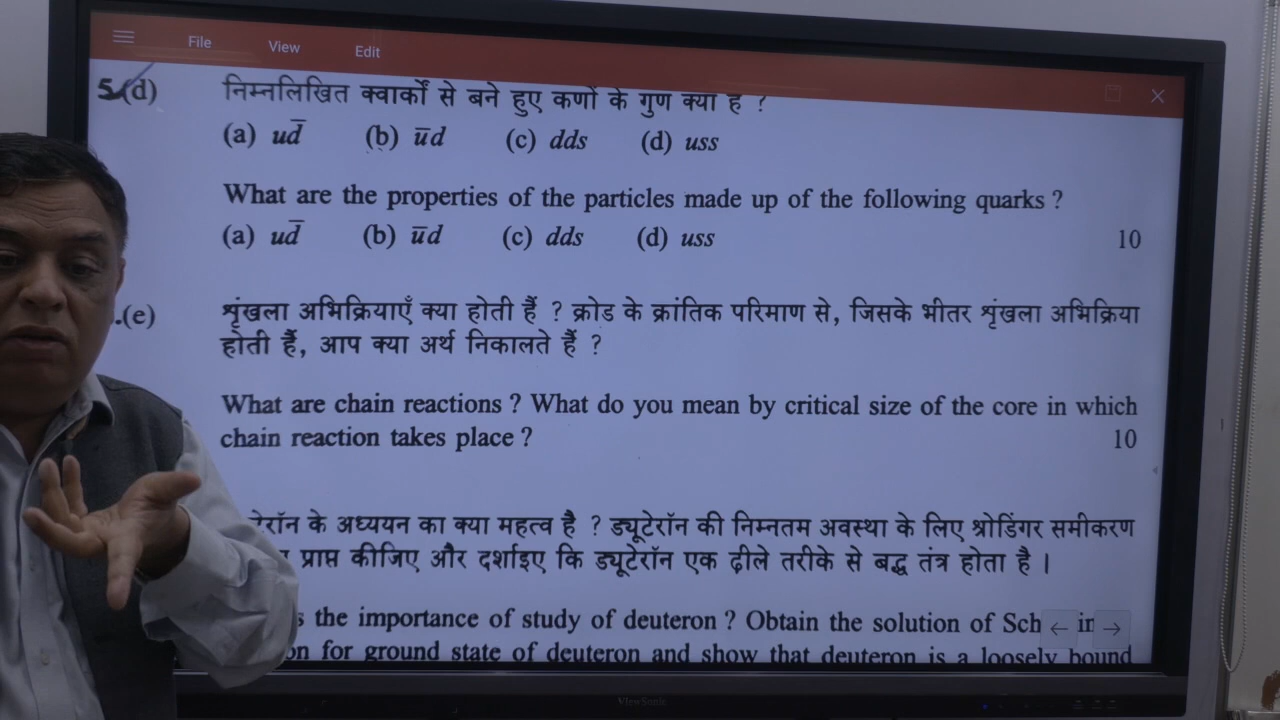 File View Edit
5.(d) निम्नलिखित क्वार्कों से बने हुए कणों के गुण क्या हैं ?
(a) ud̅ (b) u̅d (c) dds (d) uss
What are the properties of the particles made up of the following quarks ?
(a) ud̅ (b) u̅d (c) dds (d) uss 10
.(e) शृंखला अभिक्रियाएँ क्या होती हैं ? क्रोड के क्रांतिक परिमाण से, जिसके भीतर शृंखला अभिक्रिया
होती हैं, आप क्या अर्थ निकालते हैं ?
What are chain reactions ? What do you mean by critical size of the core in which
chain reaction takes place ? 10
के अध्ययन का क्या महत्व है ? ड्यूटेरॉन की निम्नतम अवस्था के लिए श्रोडिंगर समीकरण
प्राप्त कीजिए और दर्शाइए कि ड्यूटेरॉन एक ढ़ीले तरीके से बद्ध तंत्र होता है ।
the importance of study of deuteron ? Obtain the solution of Sch
for ground state of deuteron and show that deuteron is a loosely bound
ViewSonic